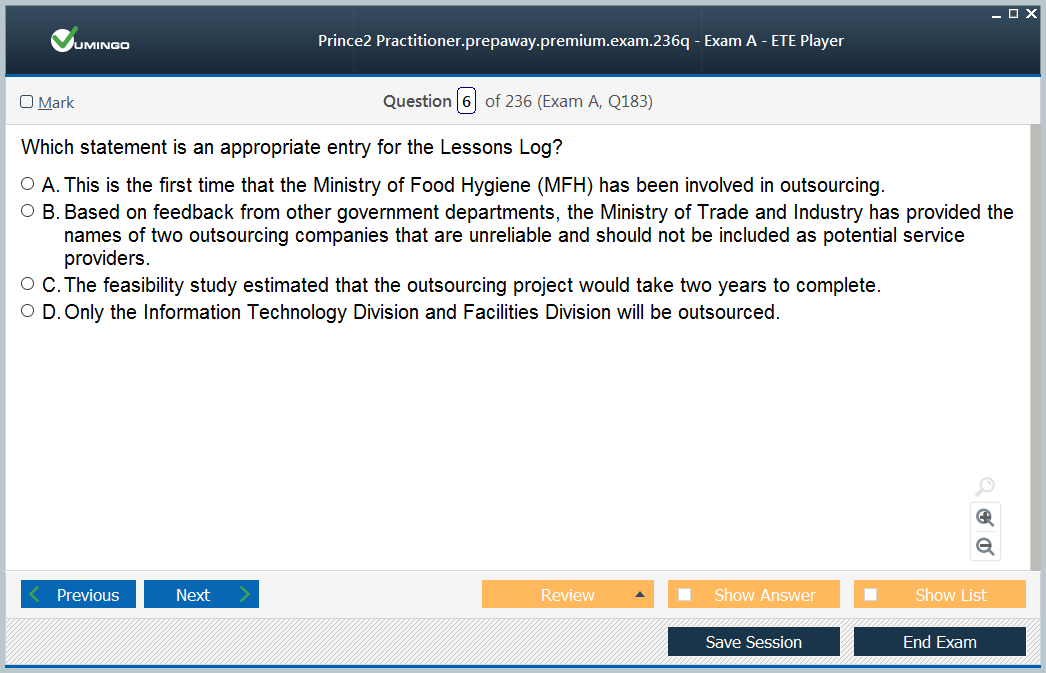 VUMINGO
Prince2 Practitioner.prepaway.premium.exam.236q - Exam A - ETE Player
Mark
Question 6 of 236 (Exam A, Q183)
Which statement is an appropriate entry for the Lessons Log?
A. This is the first time that the Ministry of Food Hygiene (MFH) has been involved in outsourcing.
B. Based on feedback from other government departments, the Ministry of Trade and Industry has provided the
names of two outsourcing companies that are unreliable and should not be included as potential service
providers.
C. The feasibility study estimated that the outsourcing project would take two years to complete.
D. Only the Information Technology Division and Facilities Division will be outsourced.
Previous
Next
Review
Show Answer
Show List
Save Session
End Exam